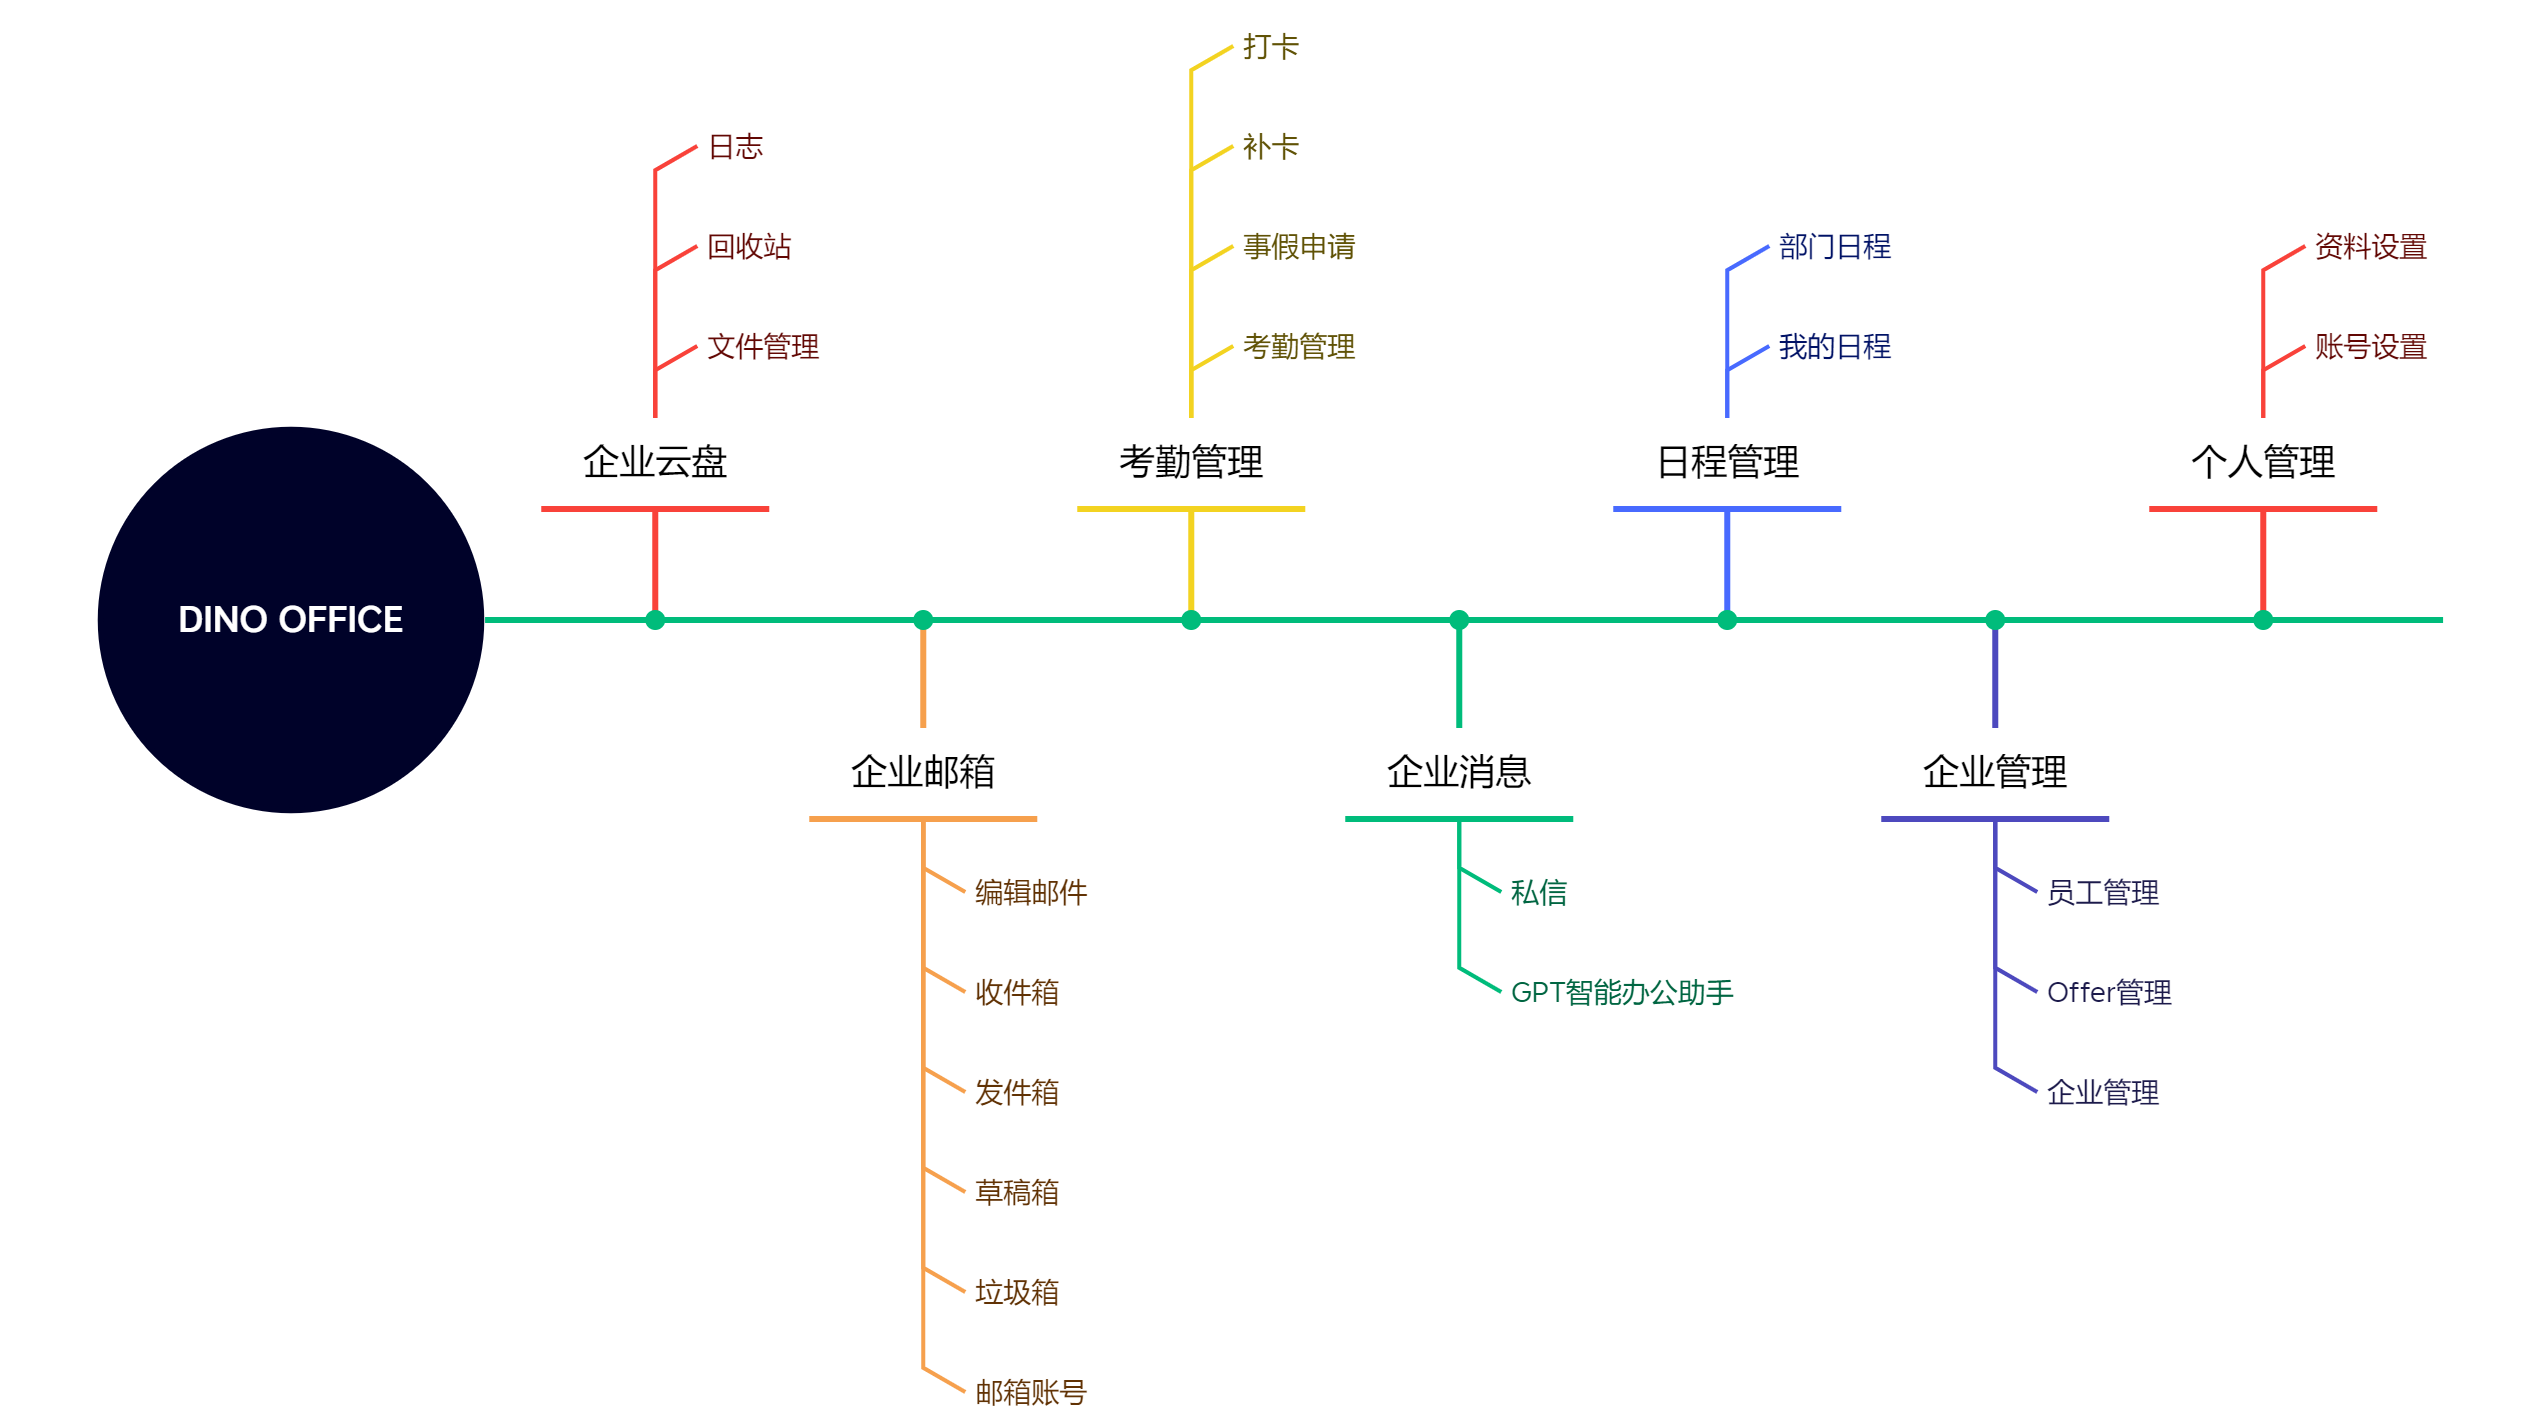 DINO OFFICE
企业云盘
日志
回收站
文件管理
企业邮箱
编辑邮件
收件箱
发件箱
草稿箱
垃圾箱
邮箱账号
考勤管理
打卡
补卡
事假申请
考勤管理
企业消息
私信
GPT智能办公助手
日程管理
部门日程
我的日程
企业管理
员工管理
Offer管理
企业管理
个人管理
资料设置
账号设置